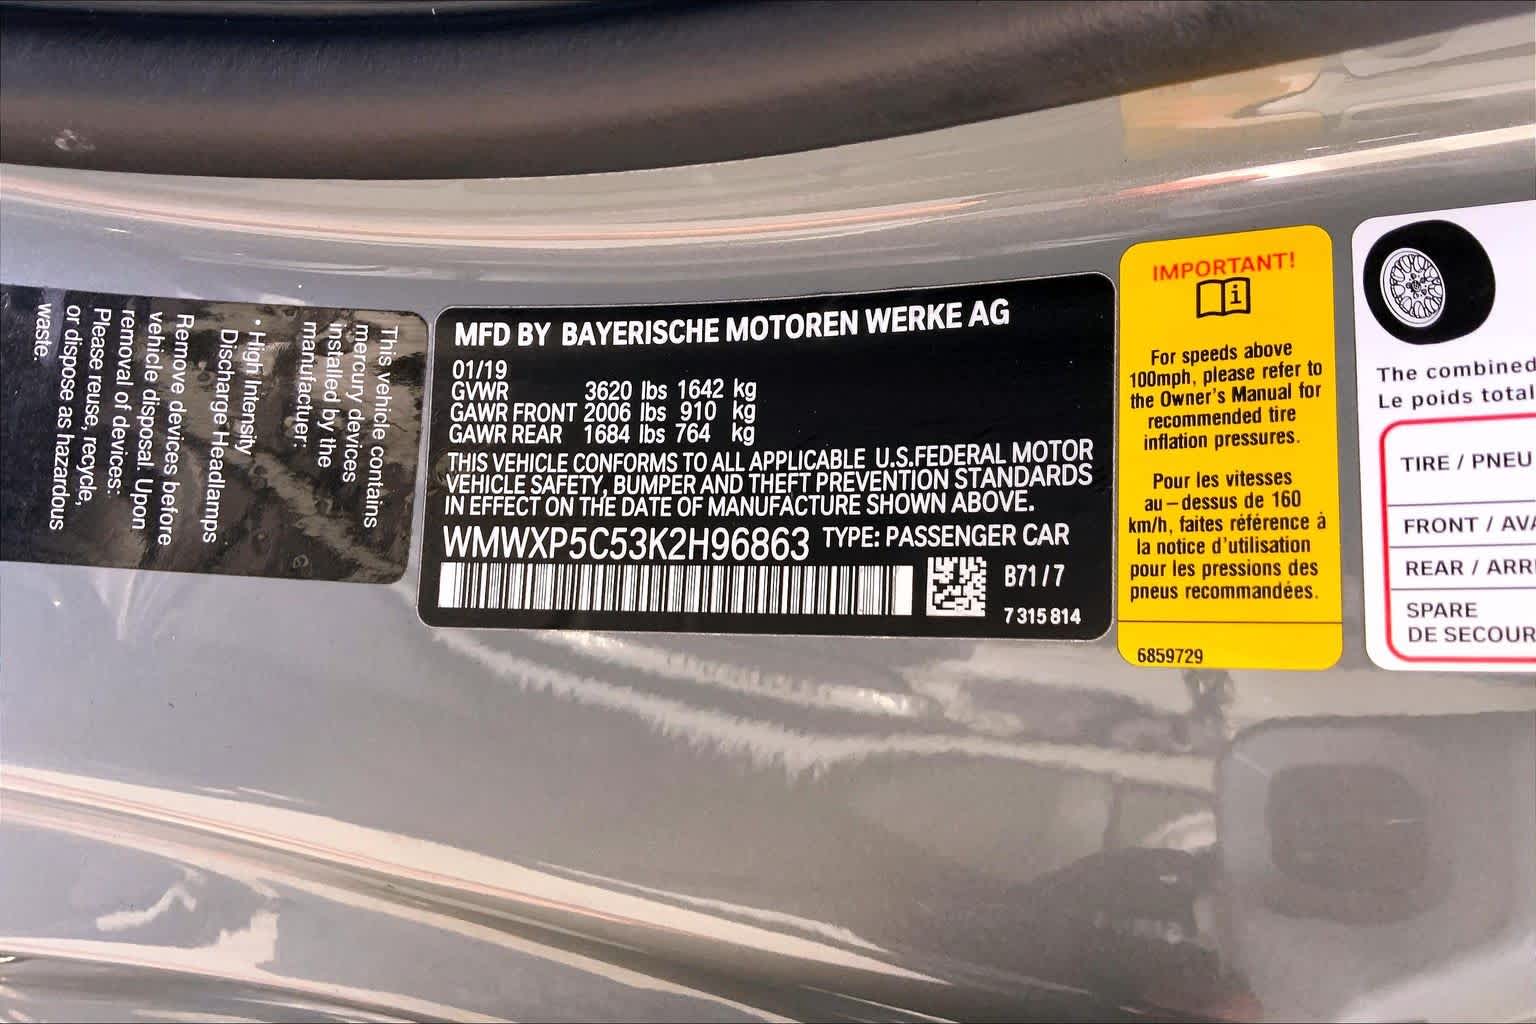 This vehicle contains
mercury devices
installed by the
manufactuer:
• High Intensity
Discharge Headlamps
Remove devices before
vehicle disposal. Upon
removal of devices:
Please reuse, recycle,
or dispose as hazardous
waste.
MFD BY BAYERISCHE MOTOREN WERKE AG
01/19
GVWR 3620 lbs 1642 kg
GAWR FRONT 2006 lbs 910 kg
GAWR REAR 1684 lbs 764 kg
THIS VEHICLE CONFORMS TO ALL APPLICABLE U.S.FEDERAL MOTOR
VEHICLE SAFETY, BUMPER AND THEFT PREVENTION STANDARDS
IN EFFECT ON THE DATE OF MANUFACTURE SHOWN ABOVE.
WMWXP5C53K2H96863 TYPE: PASSENGER CAR
B71/7
7 315 814
IMPORTANT!
i
For speeds above
100mph, please refer to
the Owner's Manual for
recommended tire
inflation pressures.
Pour les vitesses
au-dessus de 160
km/h, faites référence à
la notice d'utilisation
pour les pressions des
pneus recommandées.
6859729
The combined
Le poids total
TIRE / PNEU
FRONT / AVA
REAR / ARRI
SPARE
DE SECOUR